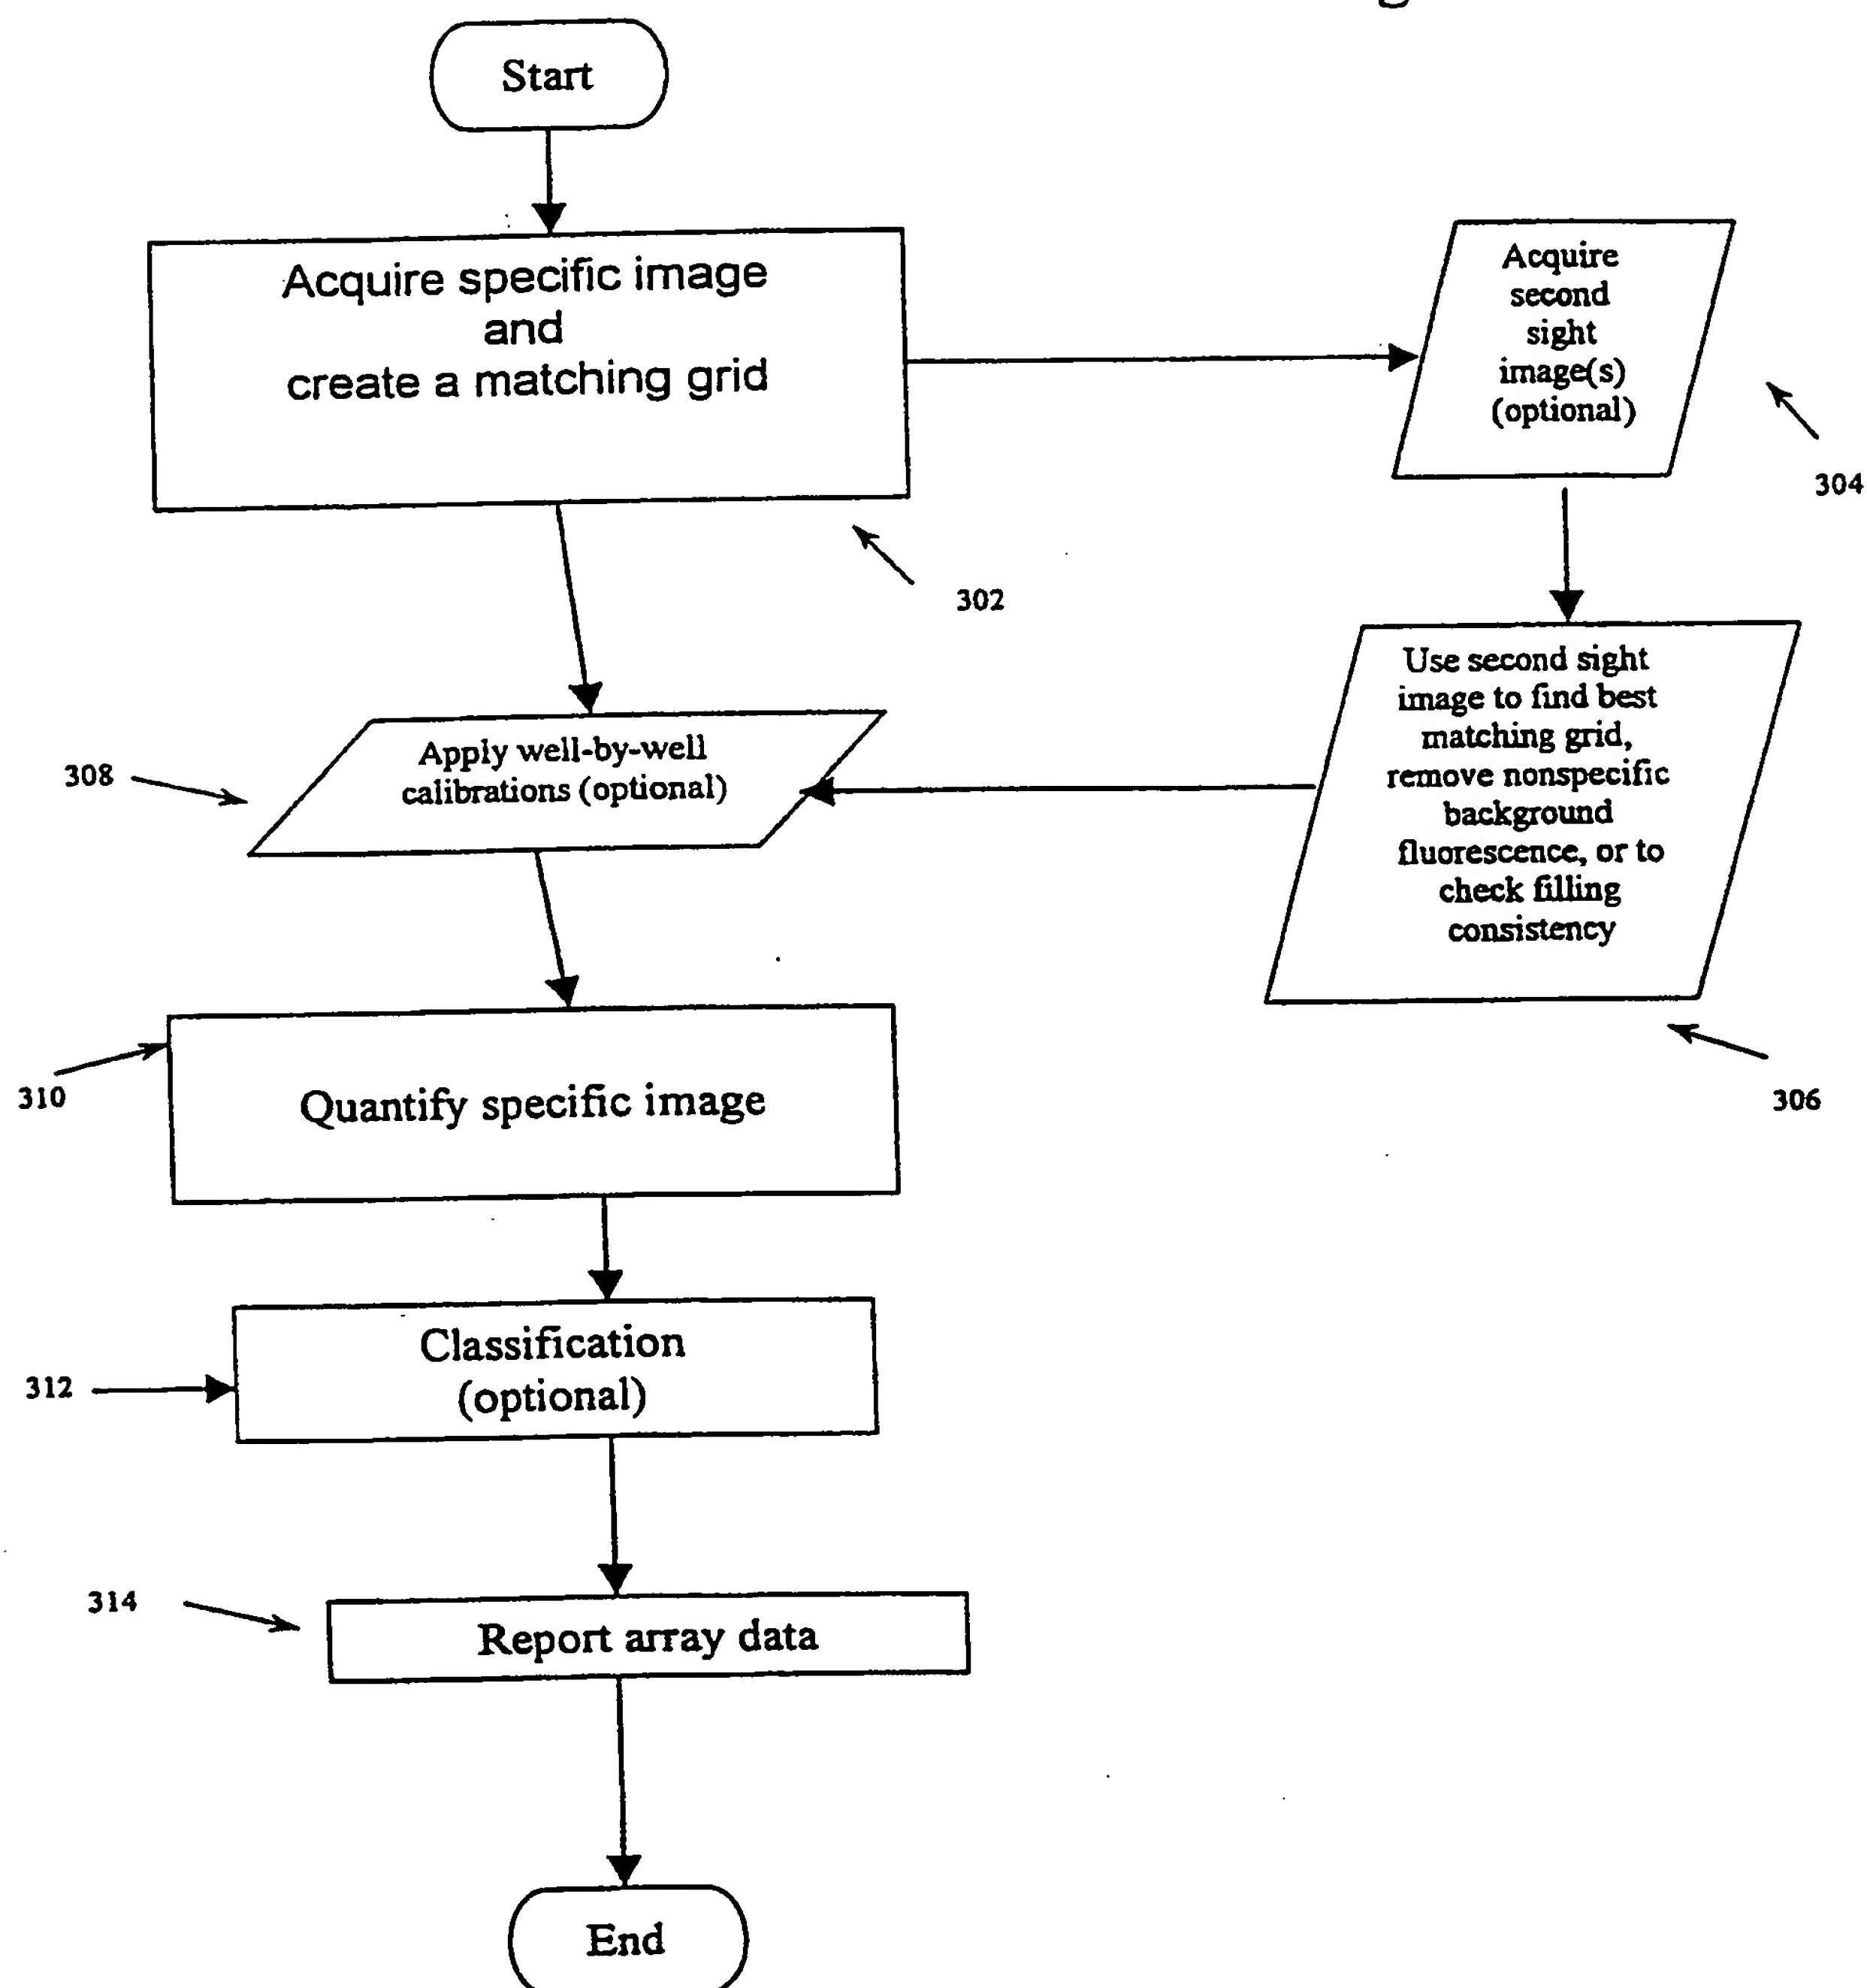 Start
Acquire specific image
and
create a matching grid
302
Acquire
second
sight
image(s)
(optional)
304
Use second sight
image to find best
matching grid,
remove nonspecific
background
fluorescence, or to
check filling
consistency
306
308
Apply well-by-well
calibrations (optional)
310
Quantify specific image
312
Classification
(optional)
314
Report array data
End